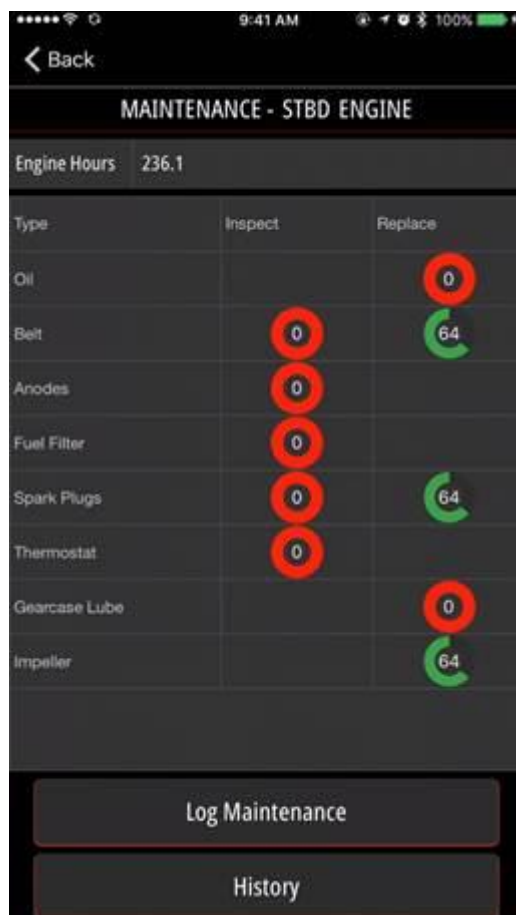 9:41 AM 100%
Back
MAINTENANCE - STBD ENGINE
Engine Hours 236.1
Type Inspect Replace
Oil 0
Belt 0 64
Anodes 0
Fuel Filter 0
Spark Plugs 0 64
Thermostat 0
Gearcase Lube 0
Impeller 64
Log Maintenance
History